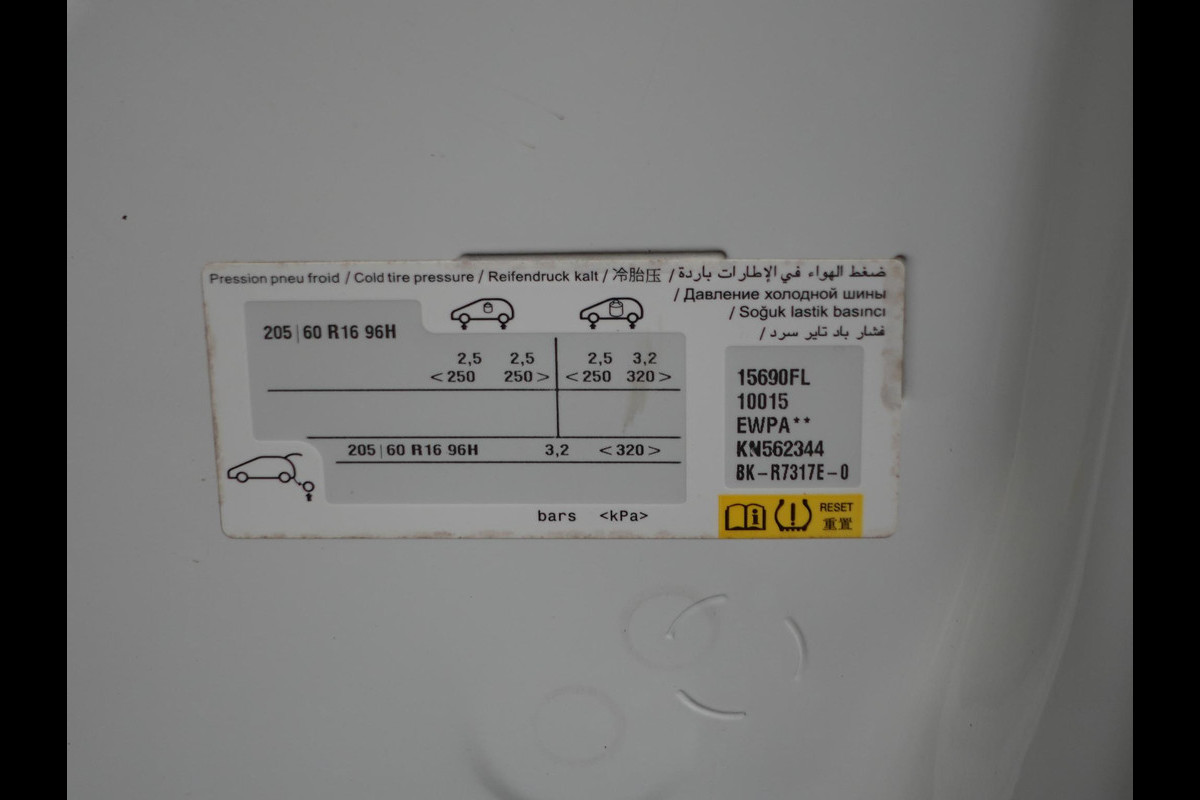 Pression pneu froid / Cold tire pressure / Reifendruck kalt / 冷胎压 / ضغط الهواء في الإطارات باردة
/ Давление холодной шины
/ Soğuk lastik basıncı
/ فشار باد تایر سرد
205|60 R16 96H
2,5 2,5 2,5 3,2
<250 250> <250 320>
205|60 R16 96H 3,2 <320>
bars <kPa>
15690FL
10015
EWPA**
KN562344
BK-R7317E-0
RESET
重置